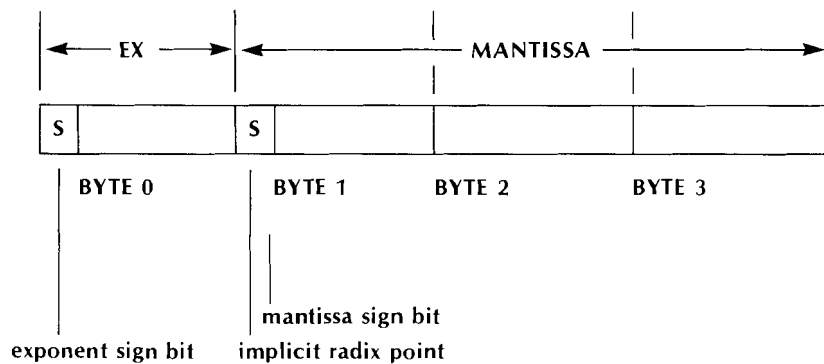 EX MANTISSA
S S
BYTE 0 BYTE 1 BYTE 2 BYTE 3
mantissa sign bit
exponent sign bit implicit radix point